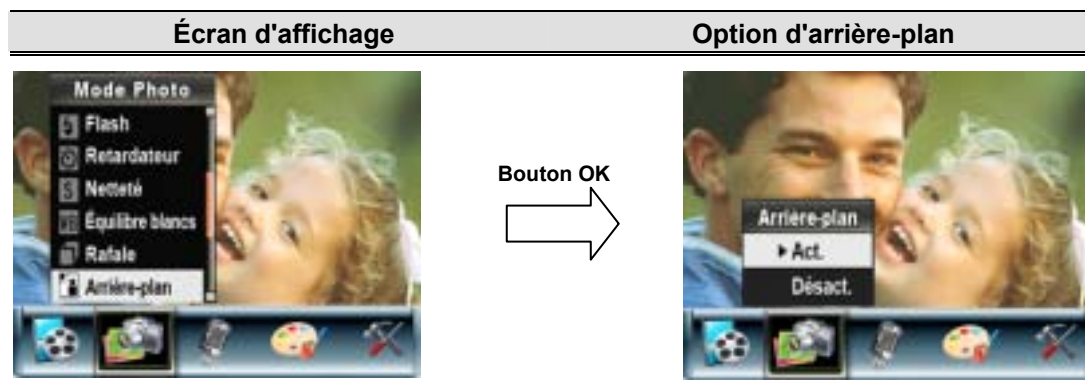 Écran d'affichage
Option d'arrière-plan
Mode Photo
Flash
Retardateur
Netteté
Équilibre blancs
Rafale
Arrière-plan
Bouton OK
Arrière-plan
Act.
Désact.